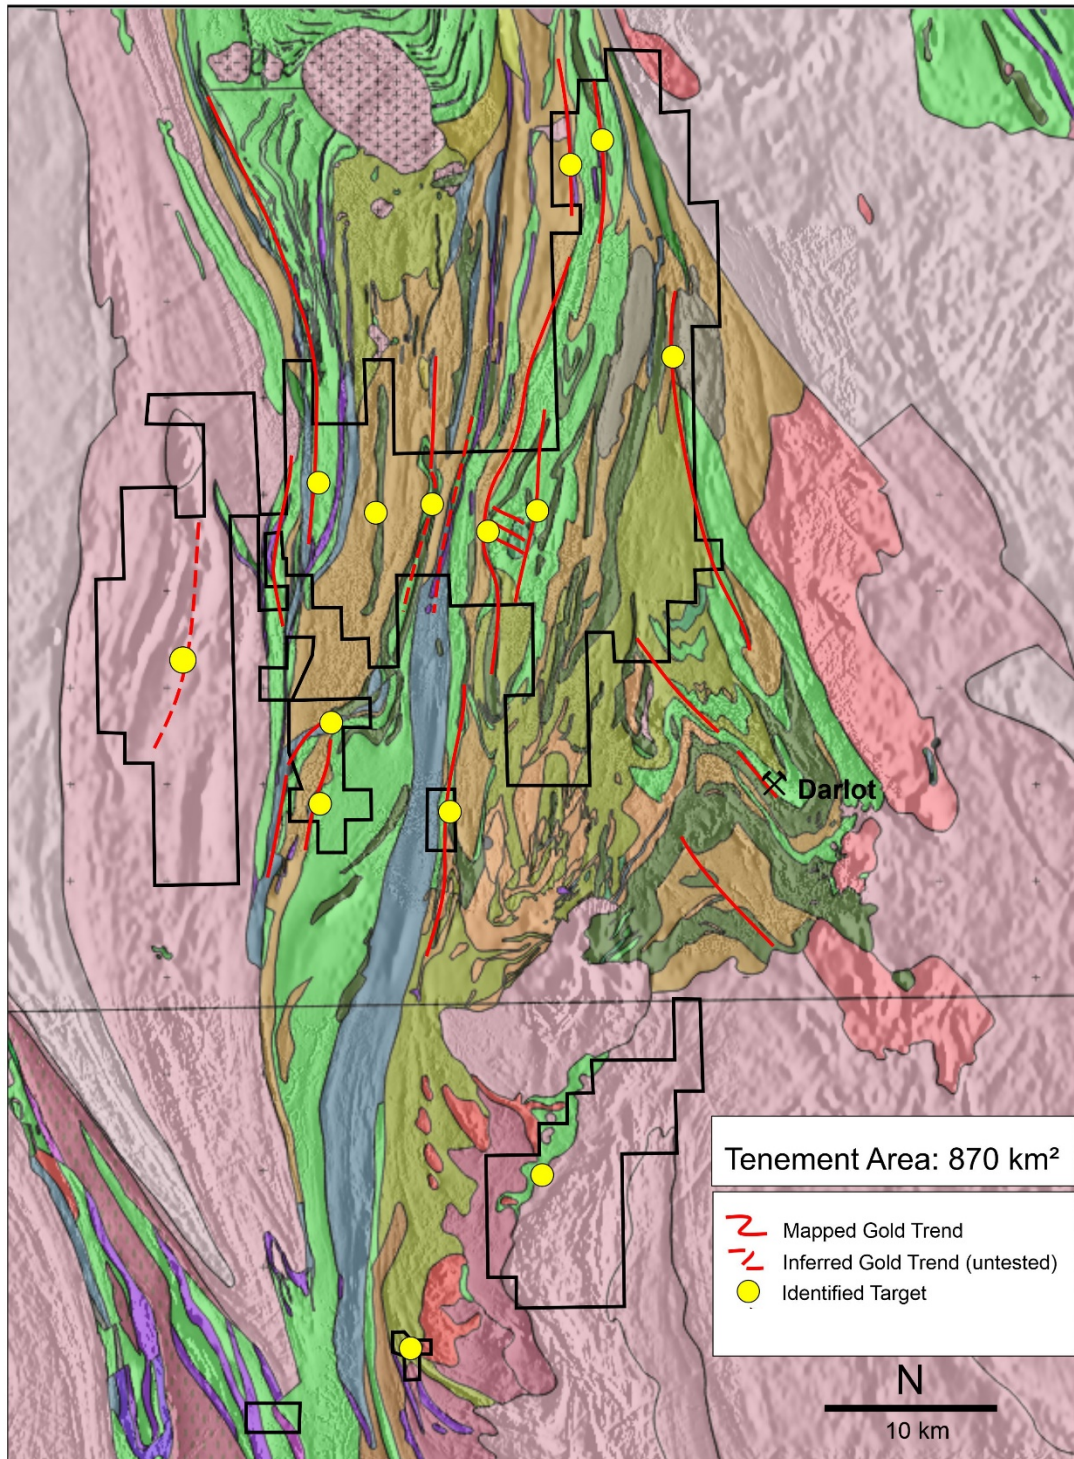 Darlot
Tenement Area: 870 km²
Mapped Gold Trend
Inferred Gold Trend (untested)
Identified Target
N
10 km